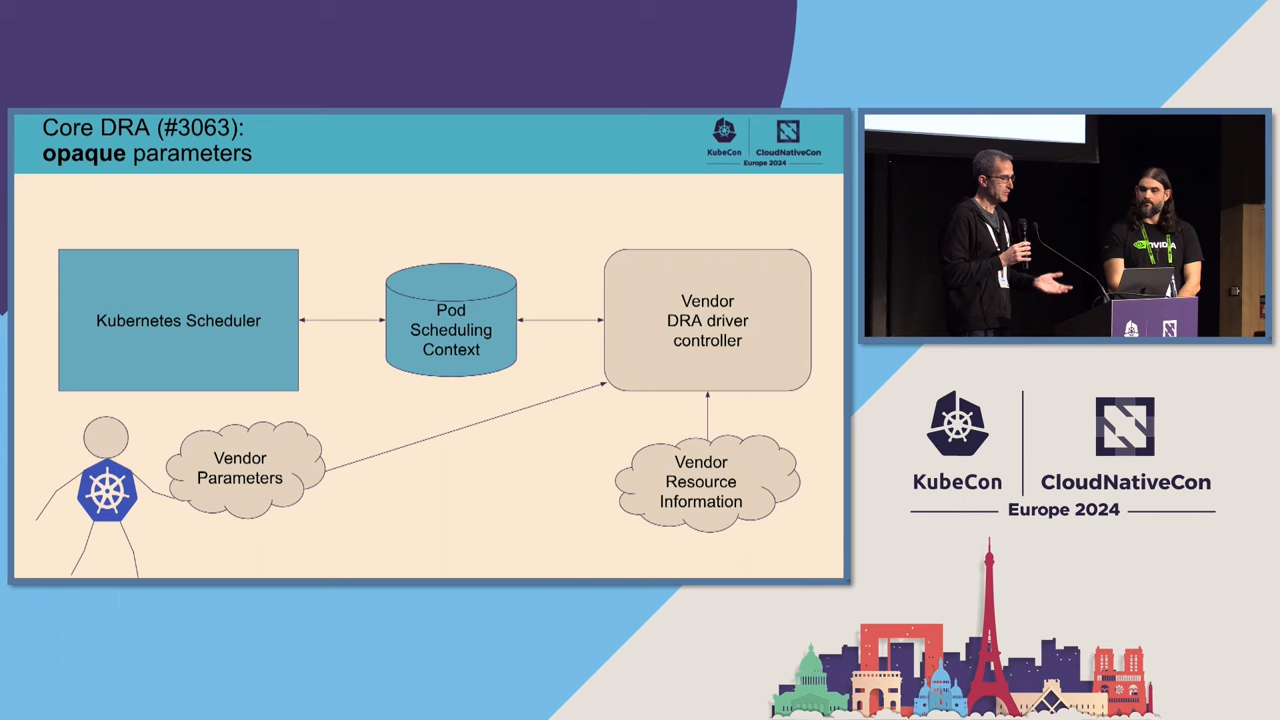 Core DRA (#3063):
opaque parameters
KubeCon
CloudNativeCon
Europe 2024
Kubernetes Scheduler
Pod
Scheduling
Context
Vendor
DRA driver
controller
Vendor
Parameters
Vendor
Resource
Information
NVIDIA
KubeCon
CloudNativeCon
Europe 2024